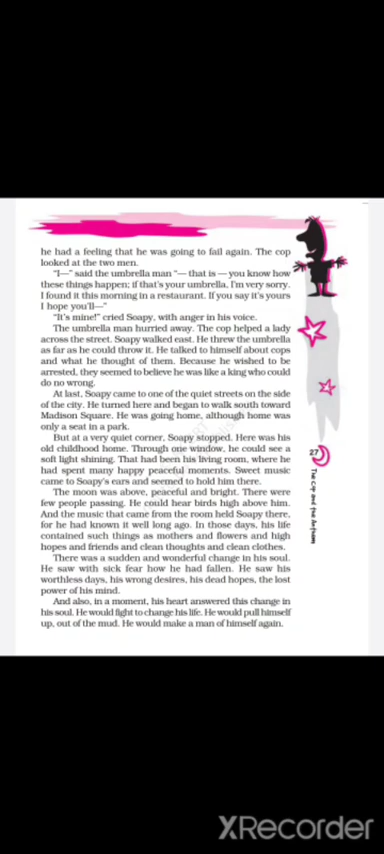 he had a feeling that he was going to fail again. The cop
looked at the two men.
“I—” said the umbrella man “— that is — you know how
these things happen; if that's your umbrella, I'm very sorry.
I found it this morning in a restaurant. If you say it's yours
I hope you'll—”
“It's mine!” cried Soapy, with anger in his voice.
The umbrella man hurried away. The cop helped a lady
across the street. Soapy walked east. He threw the umbrella
as far as he could throw it. He talked to himself about cops
and what he thought of them. Because he wished to be
arrested, they seemed to believe he was like a king who could
do no wrong.
At last, Soapy came to one of the quiet streets on the side
of the city. He turned here and began to walk south toward
Madison Square. He was going home, although home was
only a seat in a park.
But at a very quiet corner, Soapy stopped. Here was his
old childhood home. Through one window, he could see a
soft light shining. That had been his living room, where he
had spent many happy peaceful moments. Sweet music
came to Soapy's ears and seemed to hold him there.
The moon was above, peaceful and bright. There were
few people passing. He could hear birds high above him.
And the music that came from the room held Soapy there,
for he had known it well long ago. In those days, his life
contained such things as mothers and flowers and high
hopes and friends and clean thoughts and clean clothes.
There was a sudden and wonderful change in his soul.
He saw with sick fear how he had fallen. He saw his
worthless days, his wrong desires, his dead hopes, the lost
power of his mind.
And also, in a moment, his heart answered this change in
his soul. He would fight to change his life. He would pull himself
up, out of the mud. He would make a man of himself again.
27
The Cop and the Anthem
XRecorder